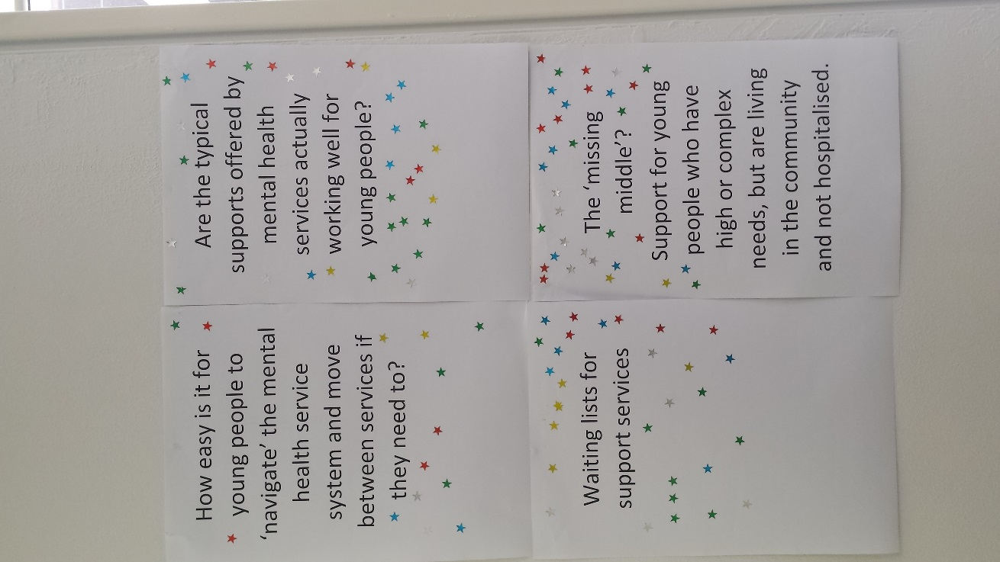 How easy is it for
young people to
‘navigate’ the mental
health service
system and move
between services if
they need to?
Are the typical
supports offered by
mental health
services actually
working well for
young people?
Waiting lists for
support services
The ‘missing
middle’?
Support for young
people who have
high or complex
needs, but are living
in the community
and not hospitalised.